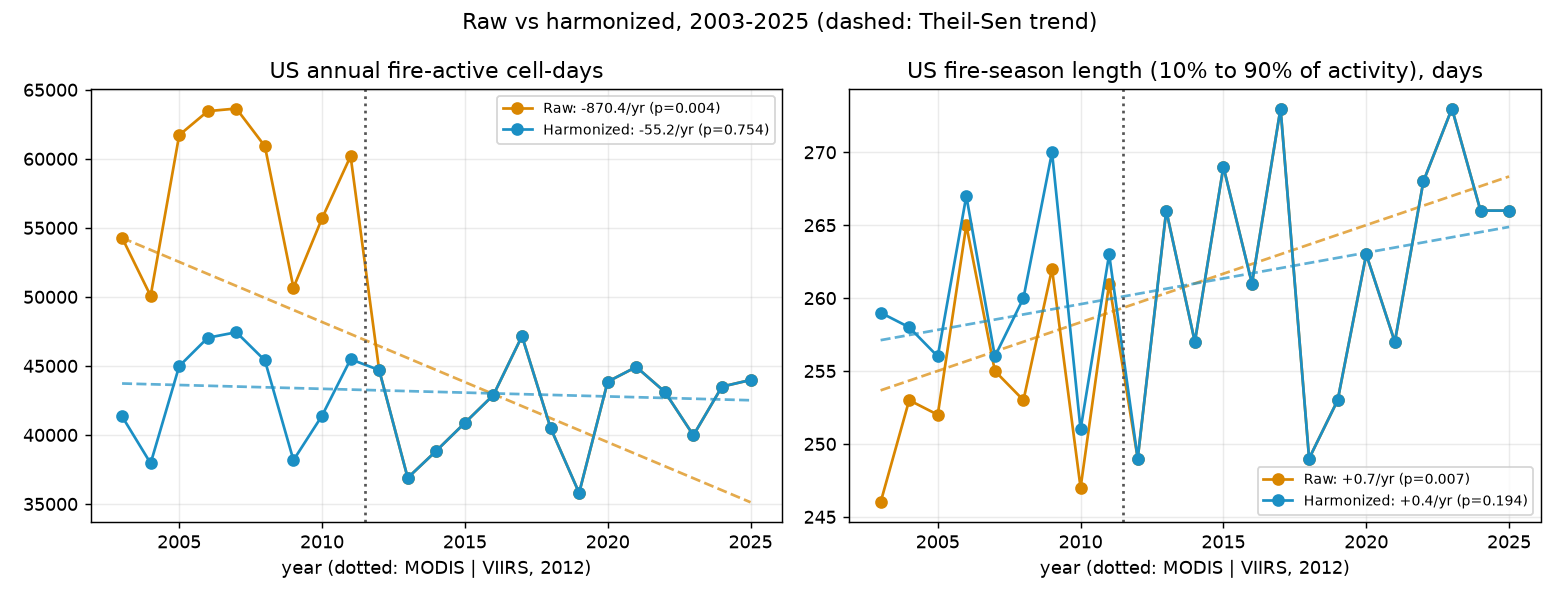 Raw vs harmonized, 2003-2025 (dashed: Theil-Sen trend)
US annual fire-active cell-days
65000
60000
55000
50000
45000
40000
35000
2005
2010
2015
2020
2025
year (dotted: MODIS | VIIRS, 2012)
Raw: -870.4/yr (p=0.004)
Harmonized: -55.2/yr (p=0.754)
US fire-season length (10% to 90% of activity), days
270
265
260
255
250
245
2005
2010
2015
2020
2025
year (dotted: MODIS | VIIRS, 2012)
Raw: +0.7/yr (p=0.007)
Harmonized: +0.4/yr (p=0.194)